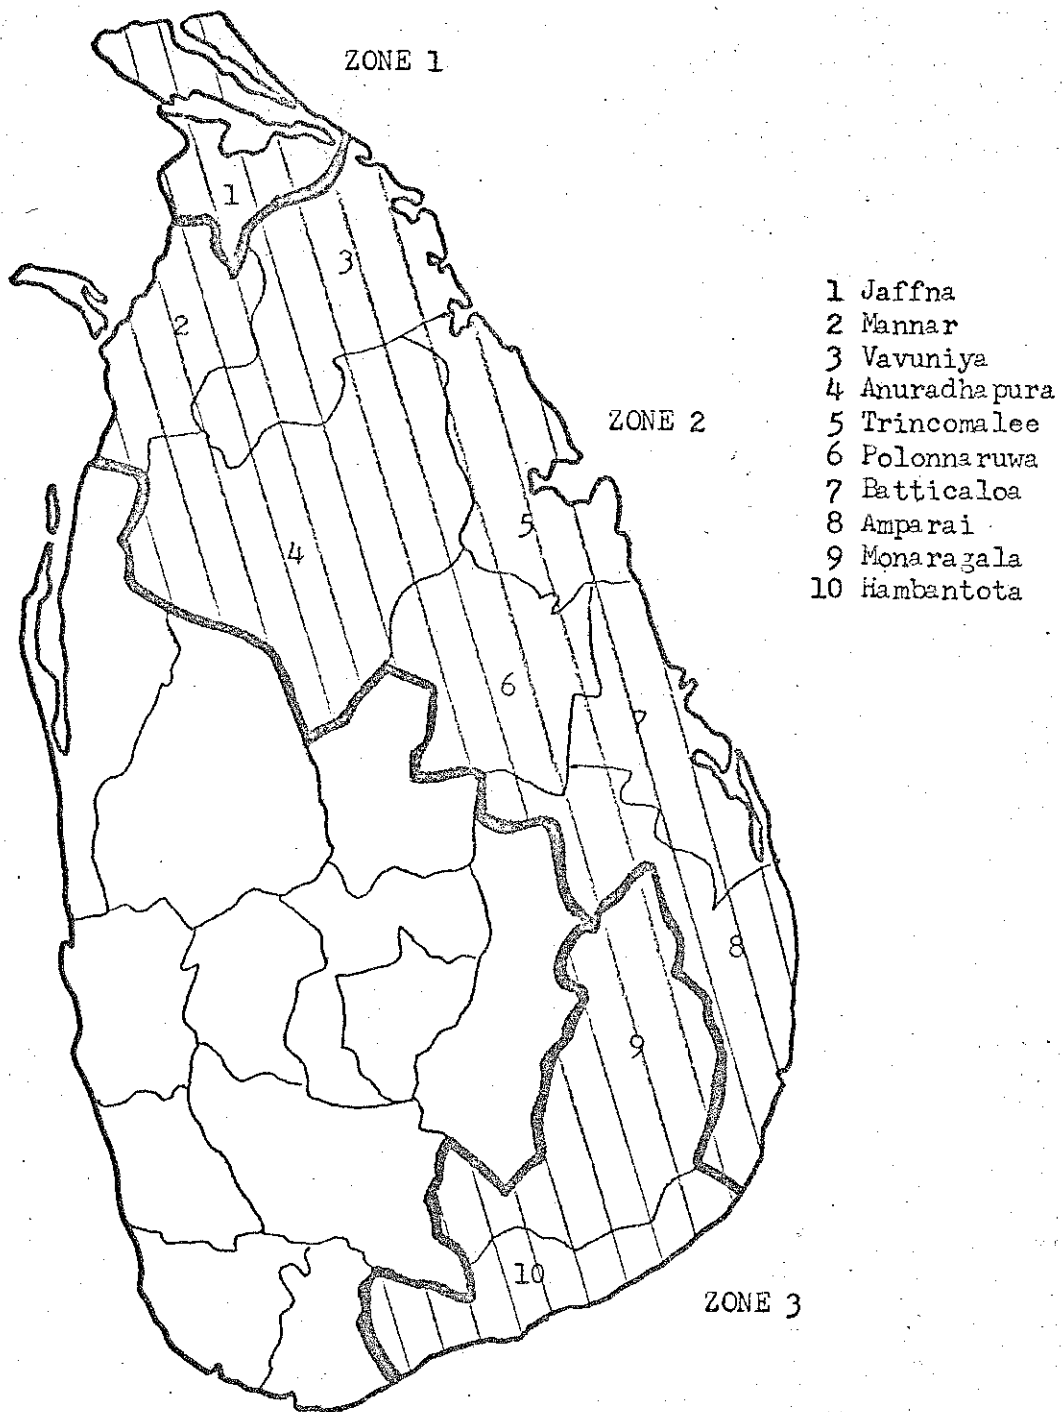 ZONE 1
1
3
2
1 Jaffna
2 Mannar
3 Vavuniya
4 Anuradhapura
5 Trincomalee
6 Polonnaruwa
7 Batticaloa
8 Amparai
9 Monaragala
10 Hambantota
ZONE 2
5
4
6
7
8
9
10
ZONE 3